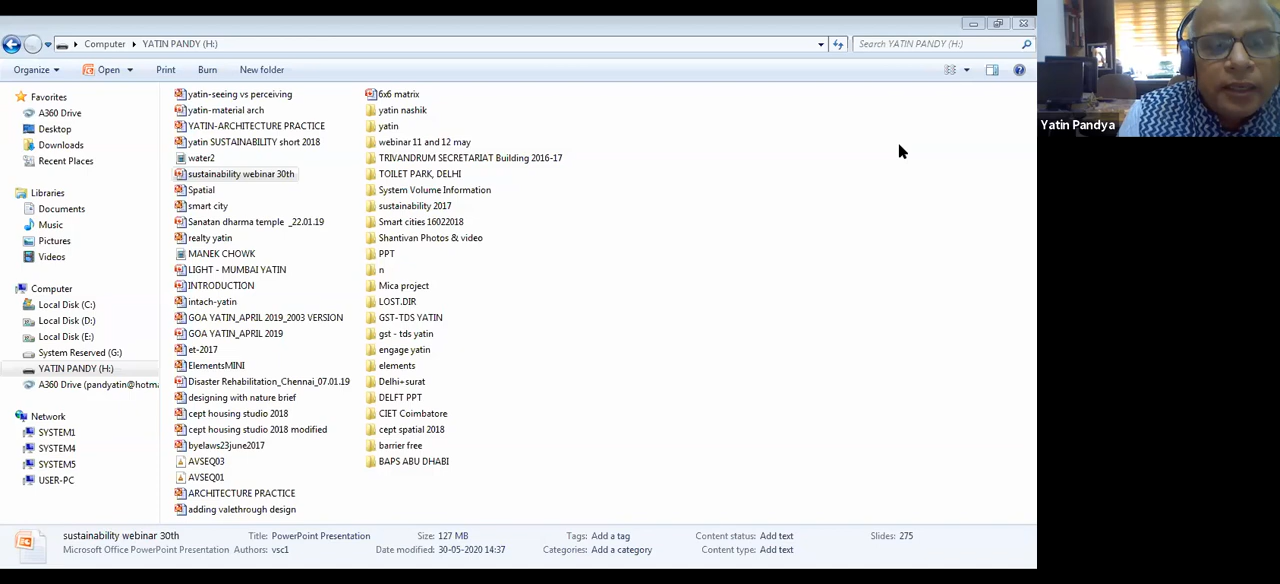 Computer YATIN PANDY (H:)
Search YATIN PANDY (H:)
Organize Open Print Burn New folder
Favorites
A360 Drive
Desktop
Downloads
Recent Places
Libraries
Documents
Music
Pictures
Videos
Computer
Local Disk (C:)
Local Disk (D:)
Local Disk (E:)
System Reserved (G:)
YATIN PANDY (H:)
A360 Drive (pandyatin@hotma
Network
SYSTEM1
SYSTEM4
SYSTEM5
USER-PC
yatin-seeing vs perceiving
yatin-material arch
YATIN-ARCHITECTURE PRACTICE
yatin SUSTAINABILITY short 2018
water2
sustainability webinar 30th
Spatial
smart city
Sanatan dharma temple _22.01.19
realty yatin
MANEK CHOWK
LIGHT - MUMBAI YATIN
INTRODUCTION
intach-yatin
GOA YATIN_APRIL 2019_2003 VERSION
GOA YATIN_APRIL 2019
et-2017
ElementsMINI
Disaster Rehabilitation_Chennai_07.01.19
designing with nature brief
cept housing studio 2018
cept housing studio 2018 modified
byelaws23june2017
AVSEQ03
AVSEQ01
ARCHITECTURE PRACTICE
adding valethrough design
6x6 matrix
yatin nashik
yatin
webinar 11 and 12 may
TRIVANDRUM SECRETARIAT Building 2016-17
TOILET PARK, DELHI
System Volume Information
sustainability 2017
Smart cities 16022018
Shantivan Photos & video
PPT
n
Mica project
LOST.DIR
GST-TDS YATIN
gst - tds yatin
engage yatin
elements
Delhi+surat
DELFT PPT
CIET Coimbatore
cept spatial 2018
barrier free
BAPS ABU DHABI
sustainability webinar 30th Title: PowerPoint Presentation Size: 127 MB Tags: Add a tag Content status: Add text Slides: 275
Microsoft Office PowerPoint Presentation Authors: vsc1 Date modified: 30-05-2020 14:37 Categories: Add a category Content type: Add text
Yatin Pandya